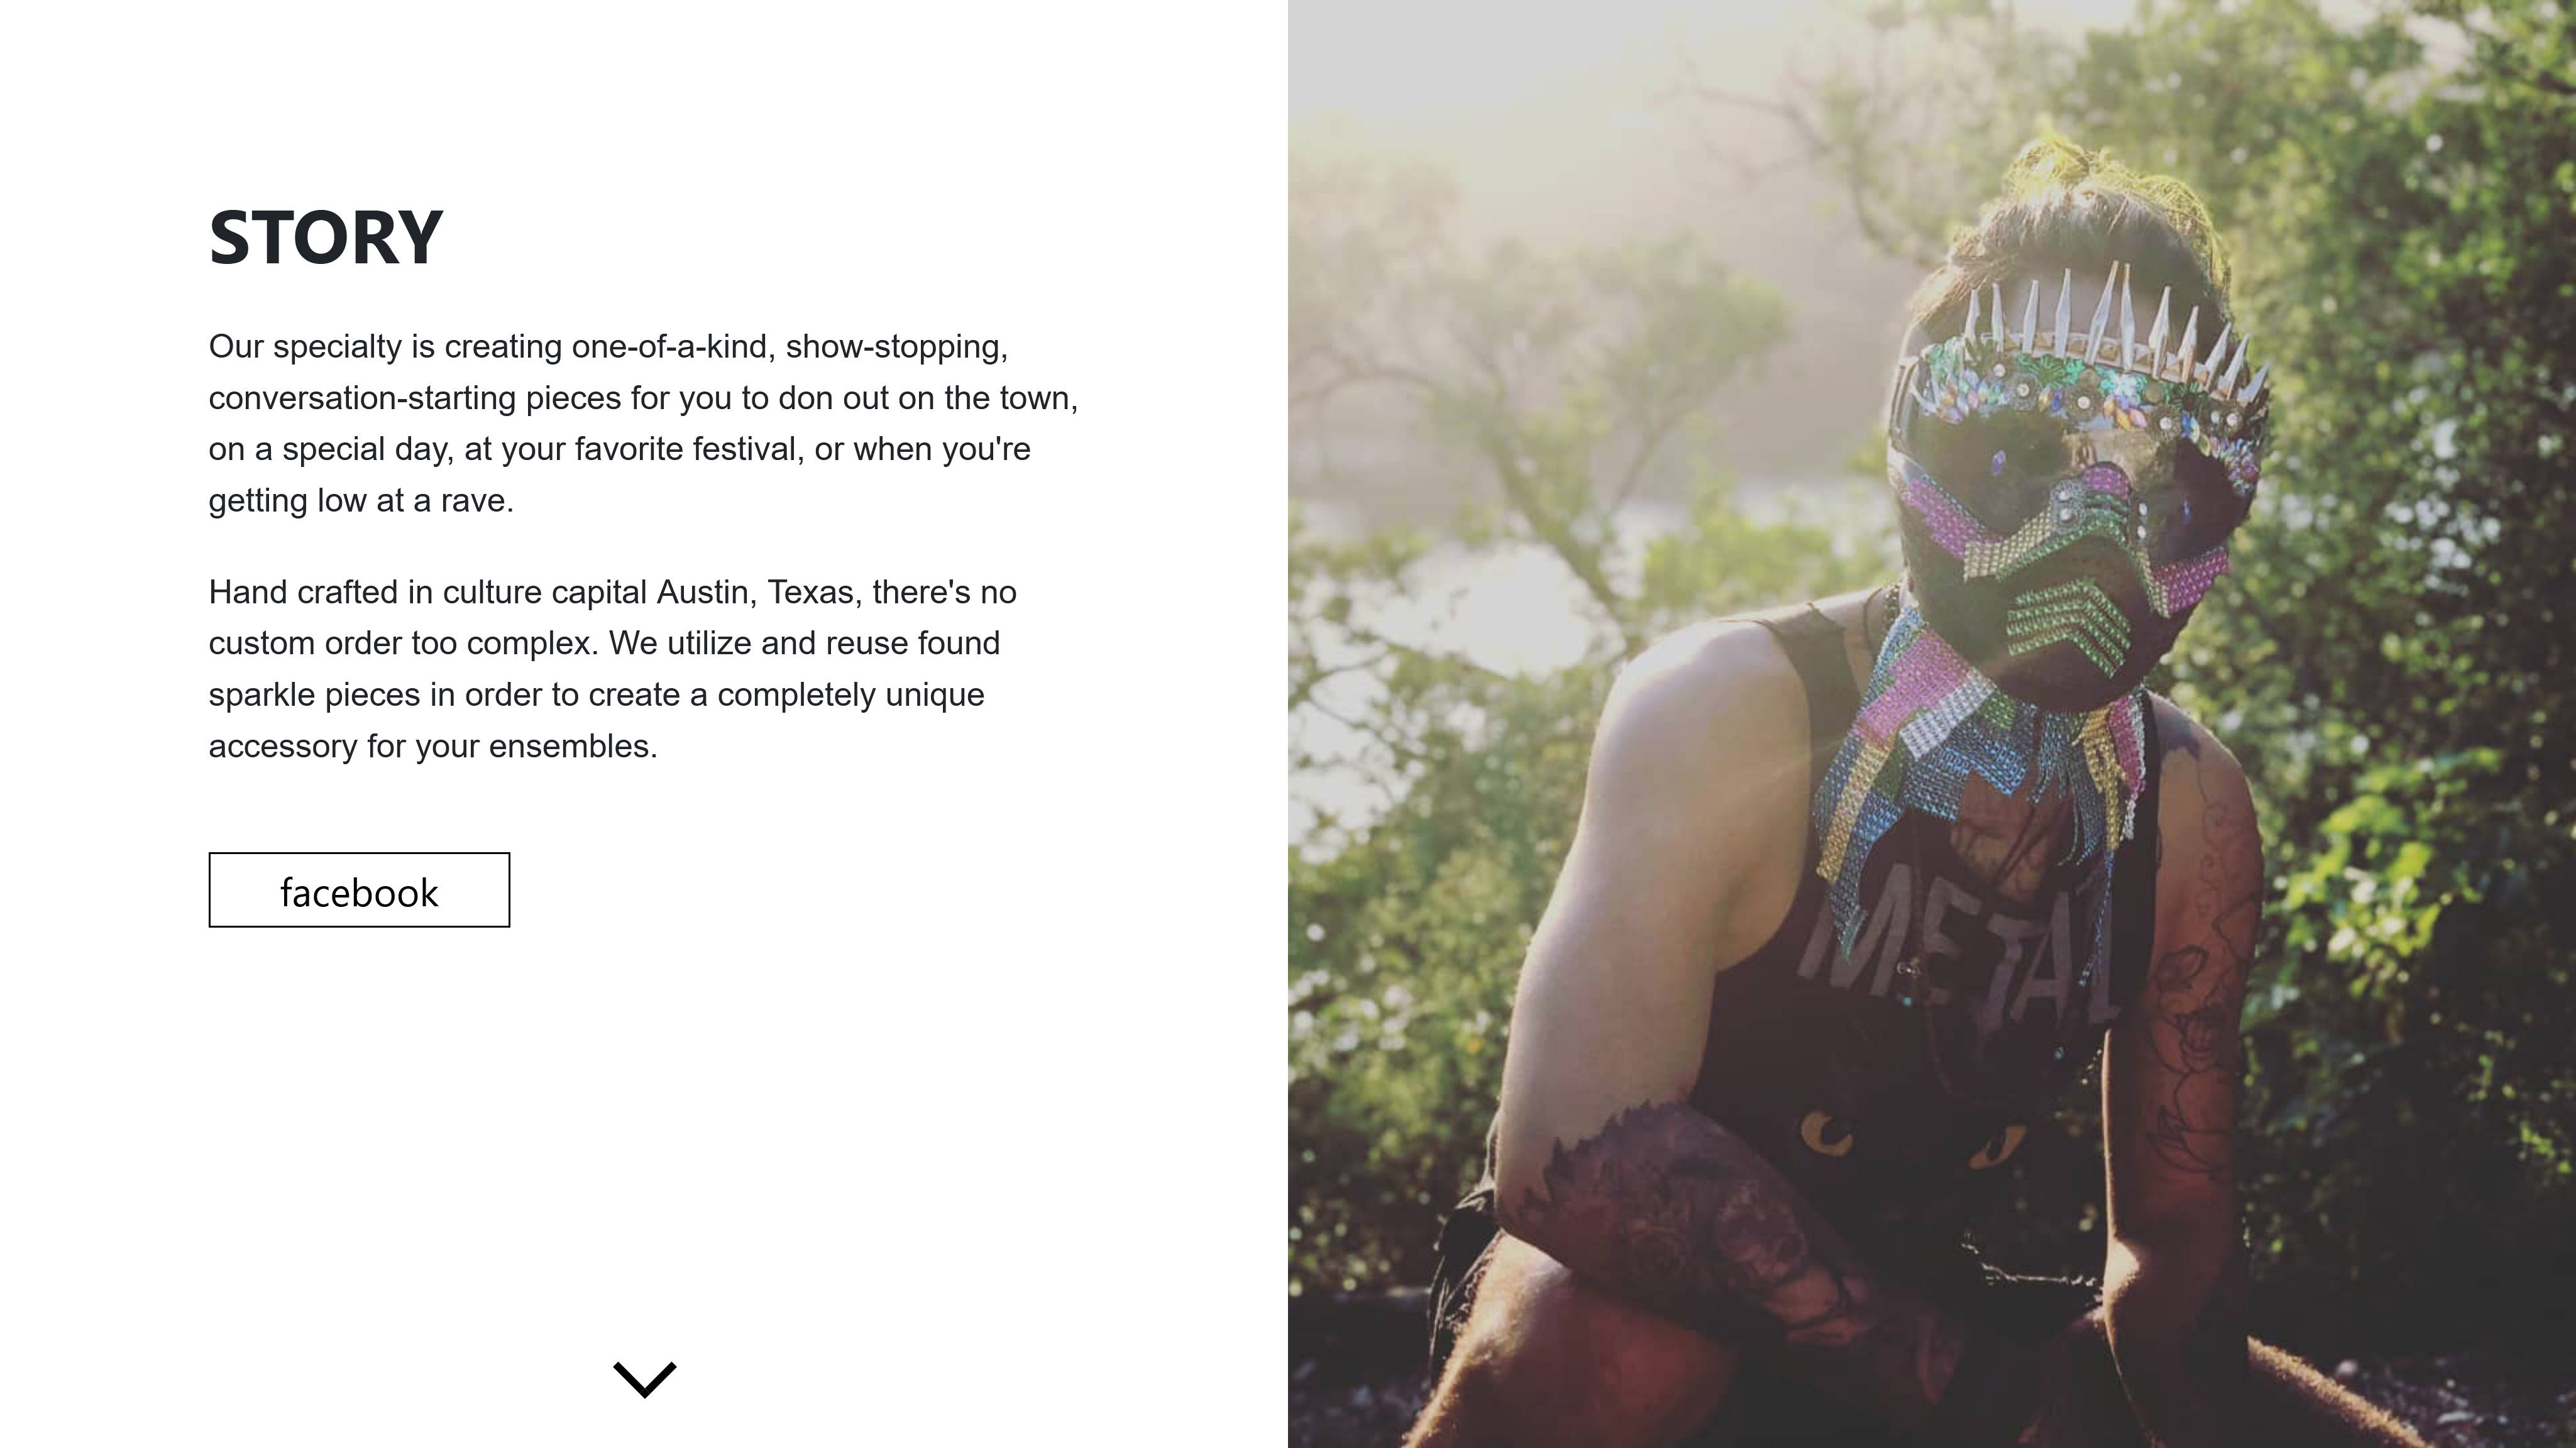 STORY
Our specialty is creating one-of-a-kind, show-stopping,
conversation-starting pieces for you to don out on the town,
on a special day, at your favorite festival, or when you're
getting low at a rave.
Hand crafted in culture capital Austin, Texas, there's no
custom order too complex. We utilize and reuse found
sparkle pieces in order to create a completely unique
accessory for your ensembles.
facebook
METAL